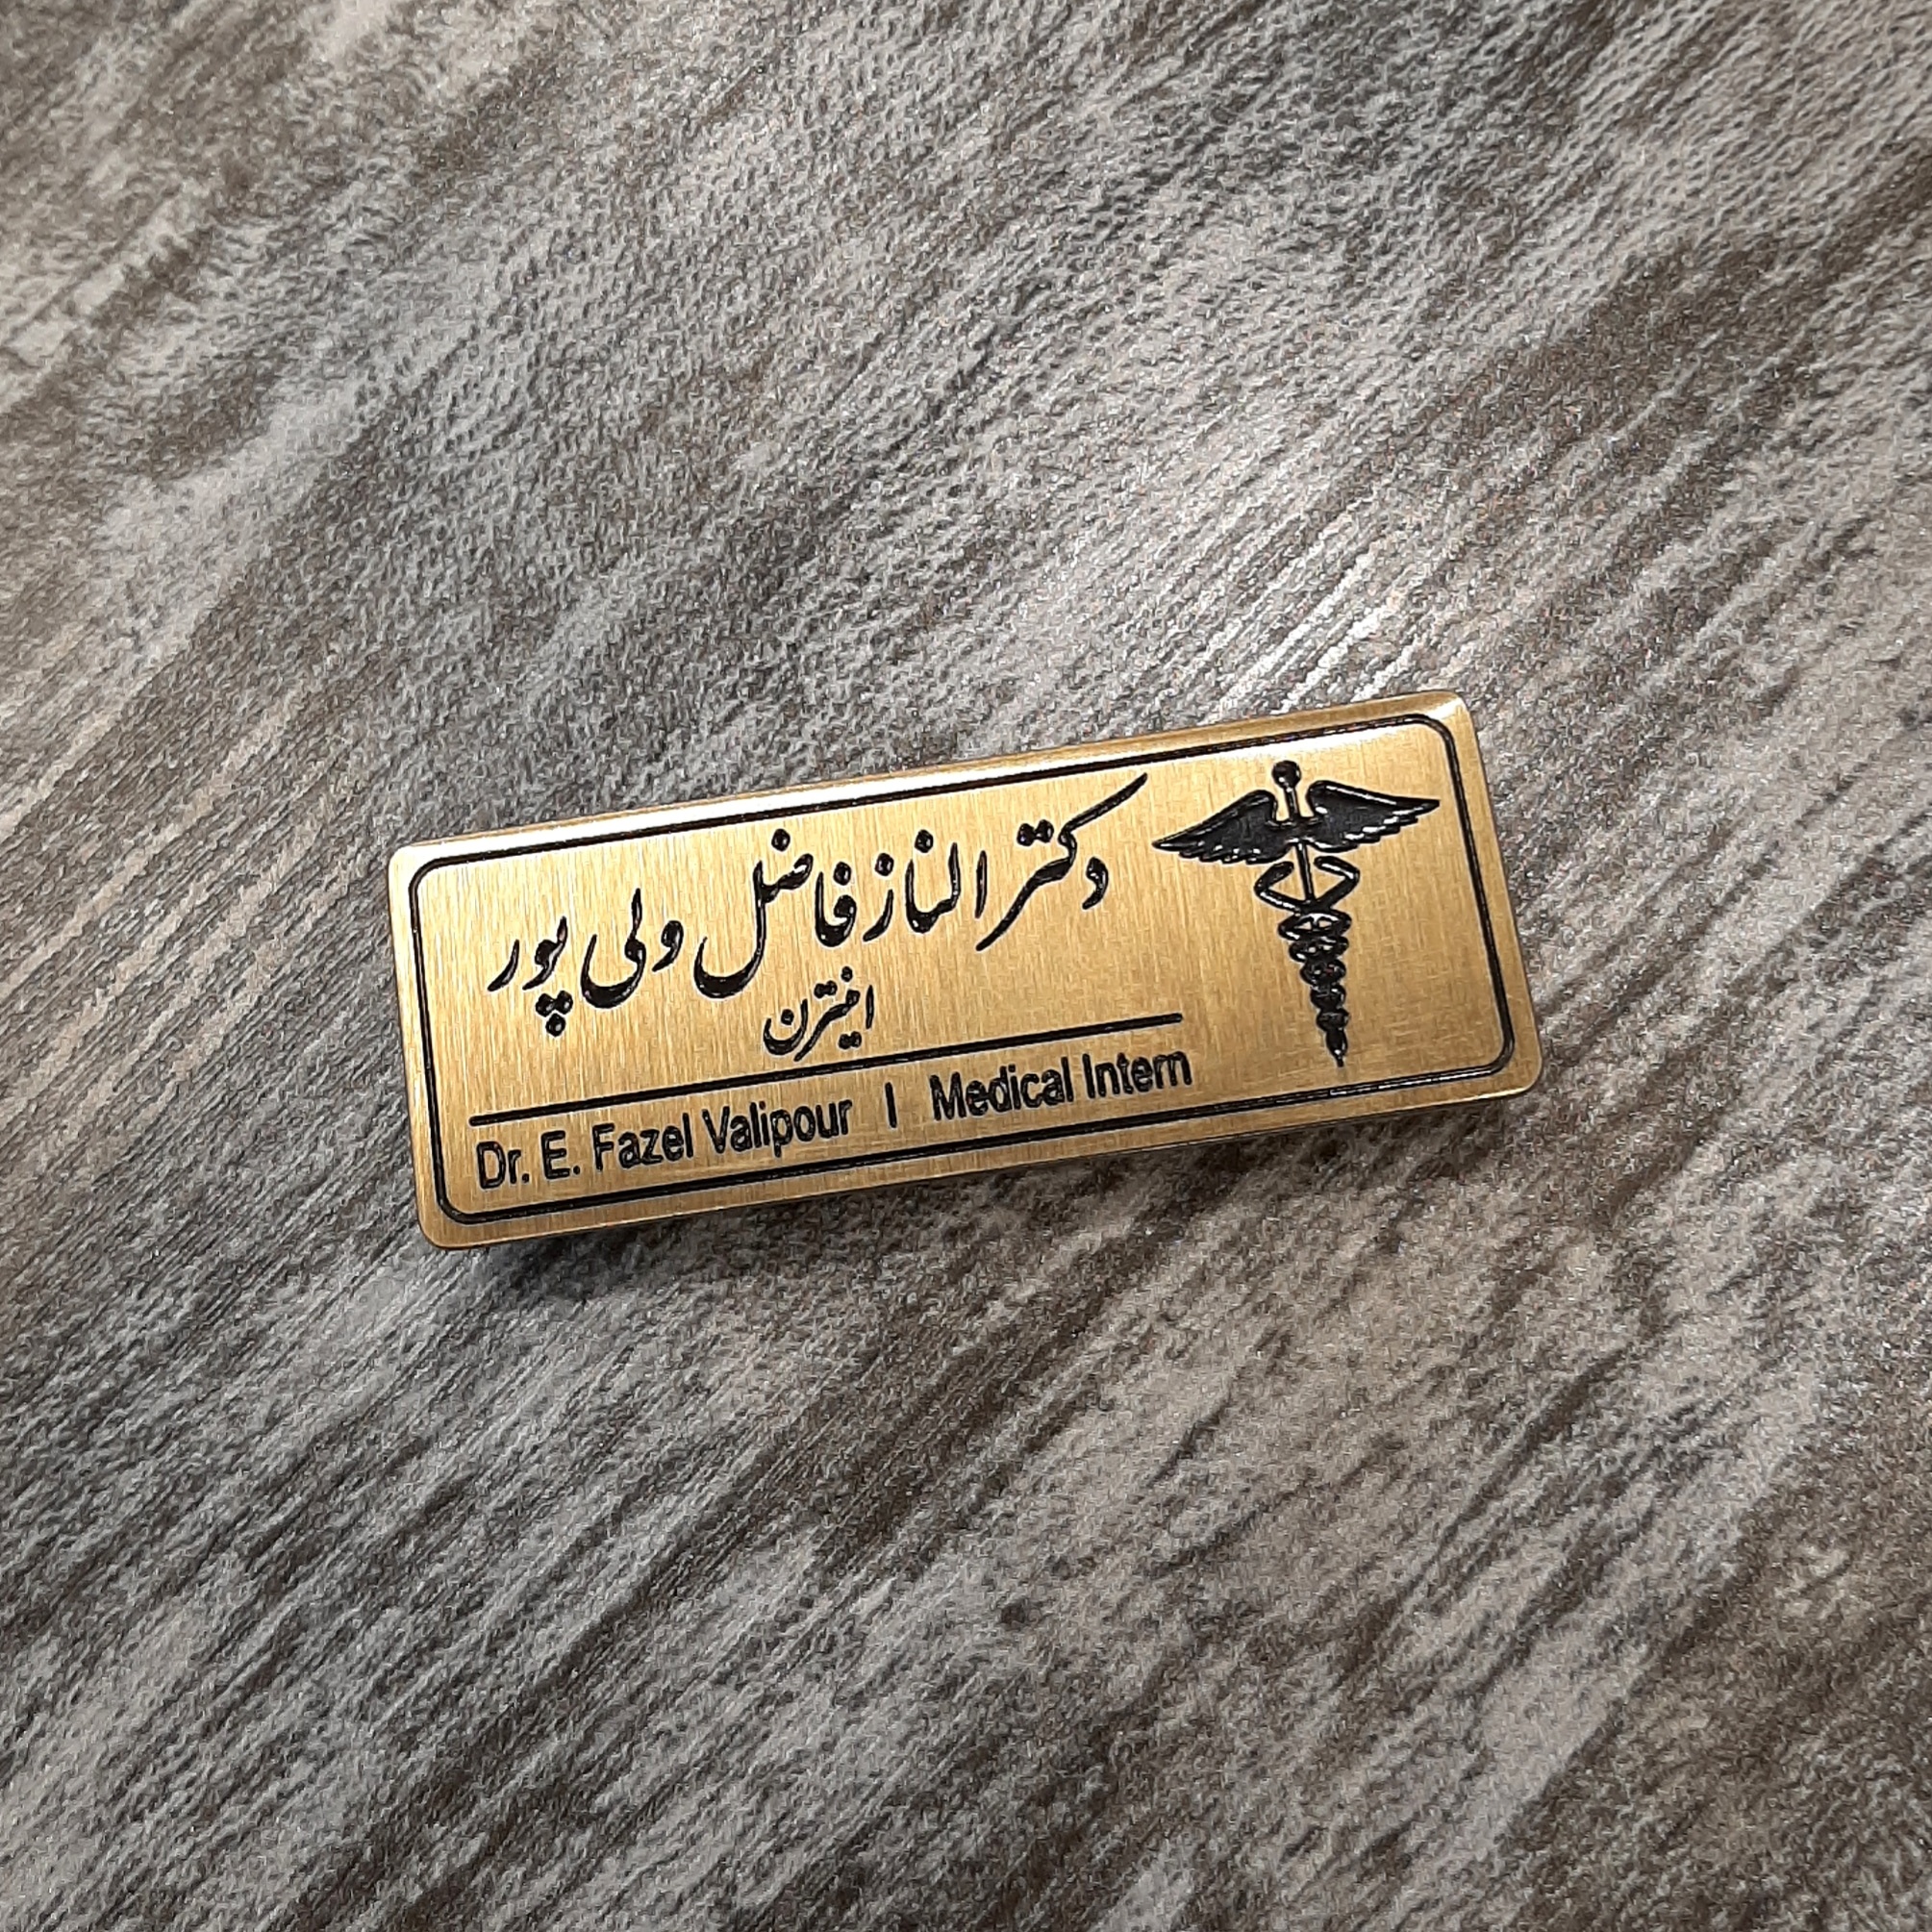 دکتر الناز فاضل ولی پور
اینترن
Dr. E. Fazel Valipour | Medical Intern